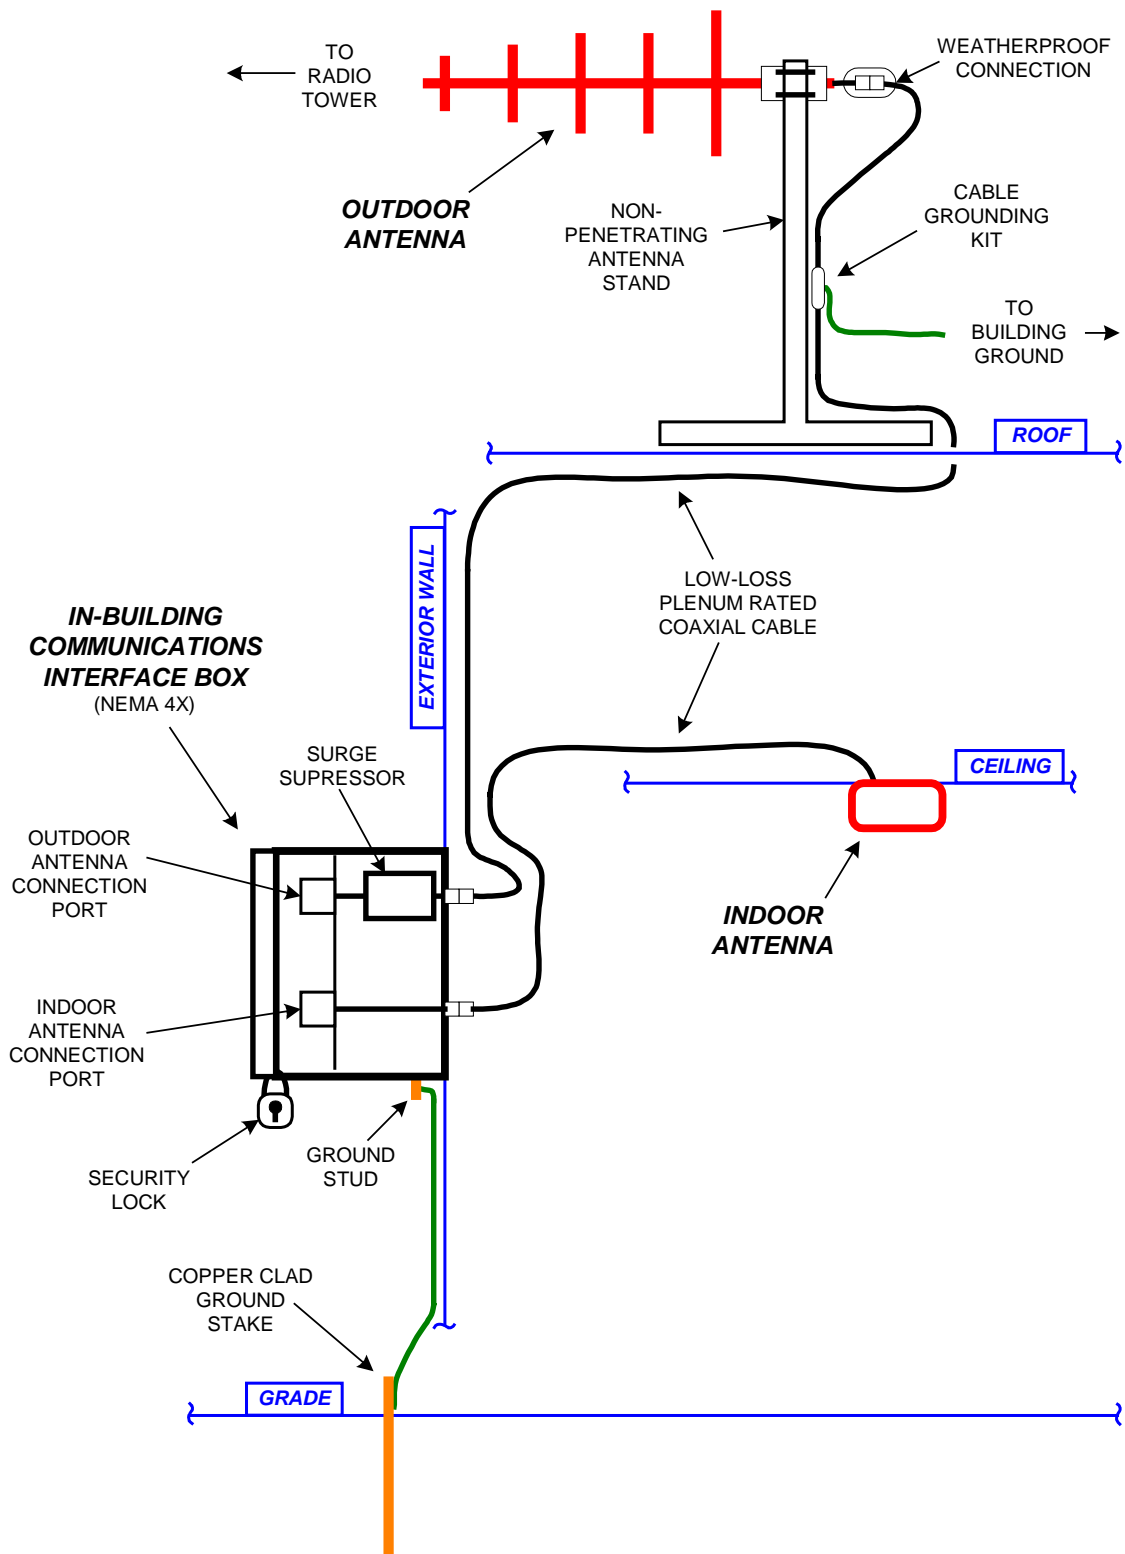 TO
RADIO
TOWER
WEATHERPROOF
CONNECTION
OUTDOOR
ANTENNA
NON-
PENETRATING
ANTENNA
STAND
CABLE
GROUNDING
KIT
TO
BUILDING
GROUND
ROOF
EXTERIOR WALL
LOW-LOSS
PLENUM RATED
COAXIAL CABLE
IN-BUILDING
COMMUNICATIONS
INTERFACE BOX
(NEMA 4X)
SURGE
SUPRESSOR
CEILING
OUTDOOR
ANTENNA
CONNECTION
PORT
INDOOR
ANTENNA
INDOOR
ANTENNA
CONNECTION
PORT
SECURITY
LOCK
GROUND
STUD
COPPER CLAD
GROUND
STAKE
GRADE